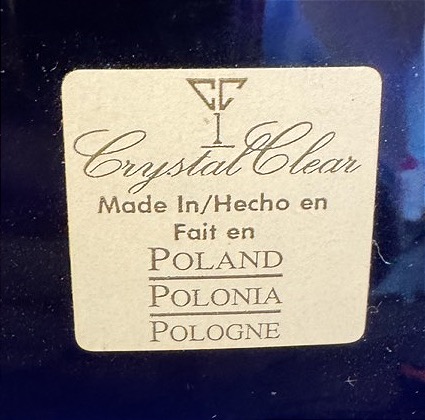 CC
Crystal Clear
Made In/Hecho en
Fait en
POLAND
POLONIA
POLOGNE